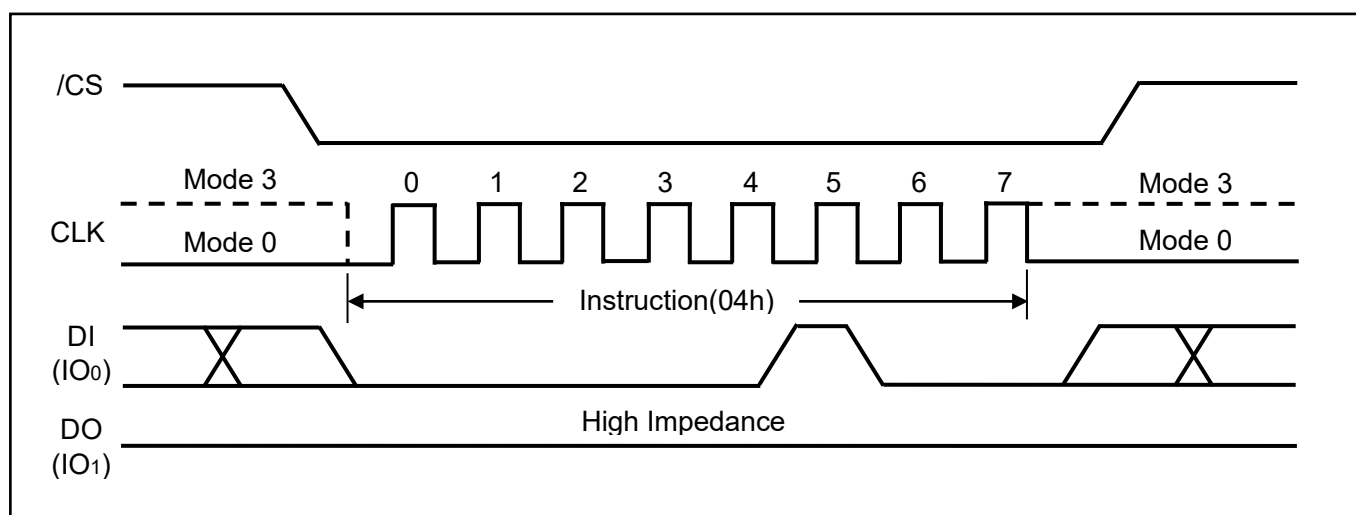 /CS
Mode 3
0 1 2 3 4 5 6 7
Mode 3
CLK
Mode 0
Mode 0
Instruction(04h)
DI
(IO0)
High Impedance
DO
(IO1)